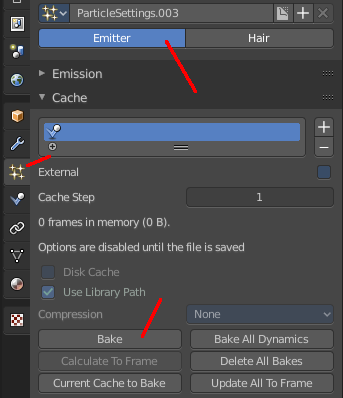 ParticleSettings.003
Emitter Hair
Emission
Cache
External
Cache Step 1
0 frames in memory (0 B).
Options are disabled until the file is saved
Disk Cache
Use Library Path
Compression None
Bake Bake All Dynamics
Calculate To Frame Delete All Bakes
Current Cache to Bake Update All To Frame